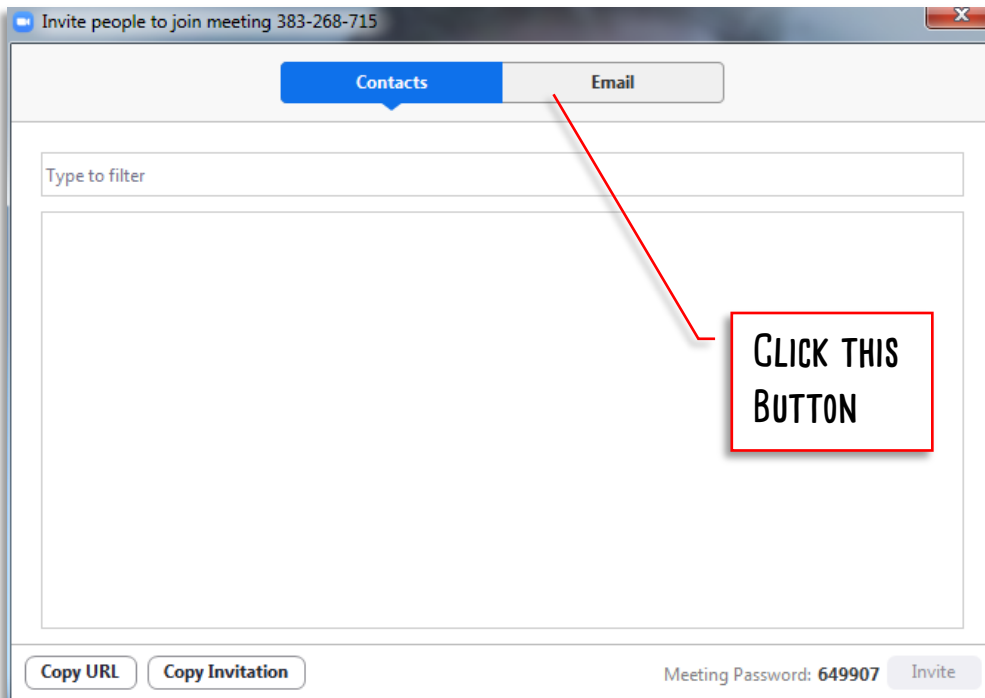 Invite people to join meeting 383-268-715
x
Contacts
Email
Type to filter
CLICK THIS
BUTTON
Copy URL
Copy Invitation
Meeting Password: 649907
Invite